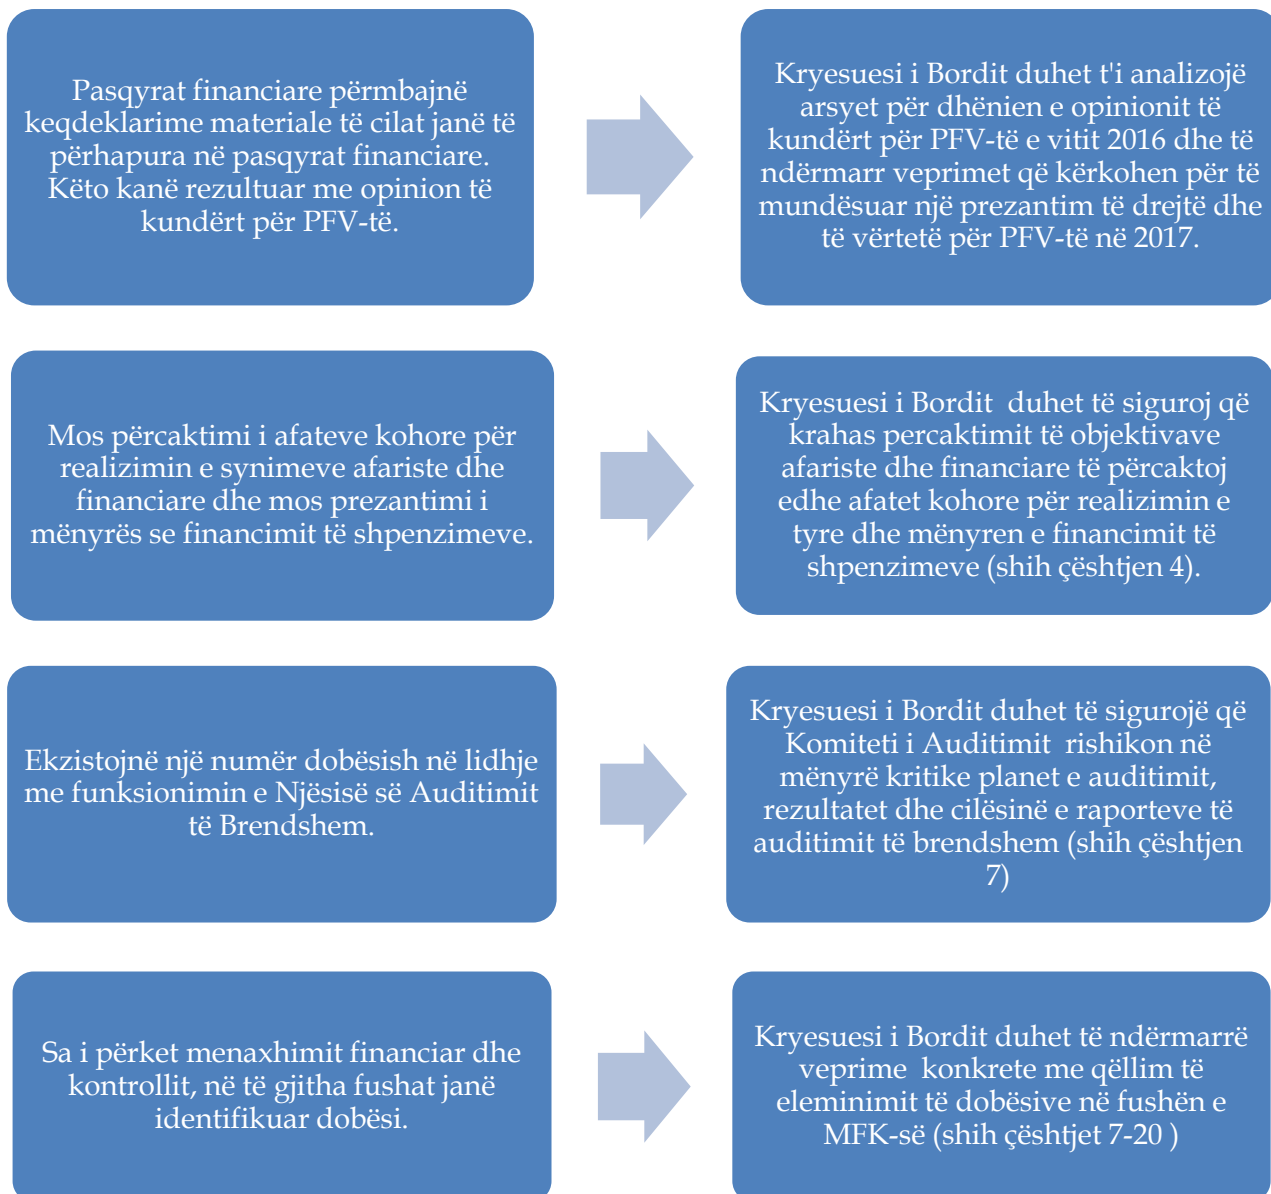 Pasqyrat financiare përmbajnë
keqdeklarime materiale të cilat janë të
përhapura në pasqyrat financiare.
Këto kanë rezultuar me opinion të
kundërt për PFV-të.
Kryesuesi i Bordit duhet t'i analizojë
arsyet për dhënien e opinionit të
kundërt për PFV-të e vitit 2016 dhe të
ndërmarr veprimet që kërkohen për të
mundësuar një prezantim të drejtë dhe
të vërtetë për PFV-të në 2017.
Mos përcaktimi i afateve kohore për
realizimin e synimeve afariste dhe
financiare dhe mos prezantimi i
mënyrës se financimit të shpenzimeve.
Kryesuesi i Bordit duhet të siguroj që
krahas percaktimit të objektivave
afariste dhe financiare të përcaktoj
edhe afatet kohore për realizimin e
tyre dhe mënyren e financimit të
shpenzimeve (shih çështjen 4).
Ekzistojnë një numër dobësish në lidhje
me funksionimin e Njësisë së Auditimit
të Brendshem.
Kryesuesi i Bordit duhet të sigurojë që
Komiteti i Auditimit rishikon në
mënyrë kritike planet e auditimit,
rezultatet dhe cilësinë e raporteve të
auditimit të brendshem (shih çështjen
7)
Sa i përket menaxhimit financiar dhe
kontrollit, në të gjitha fushat janë
identifikuar dobësi.
Kryesuesi i Bordit duhet të ndërmarrë
veprime konkrete me qëllim të
eleminimit të dobësive në fushën e
MFK-së (shih çështjet 7-20 )